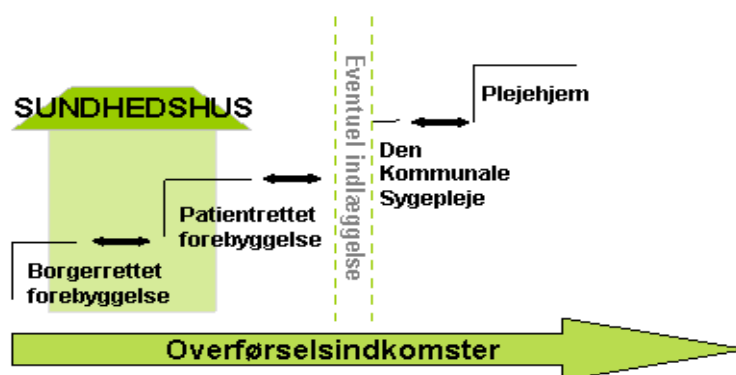 SUNDHEDSHUS
Borgerrettet
forebyggelse
Patientrettet
forebyggelse
Eventuel indlæggelse
Den
Kommunale
Sygepleje
Plejehjem
Overførselsindkomster